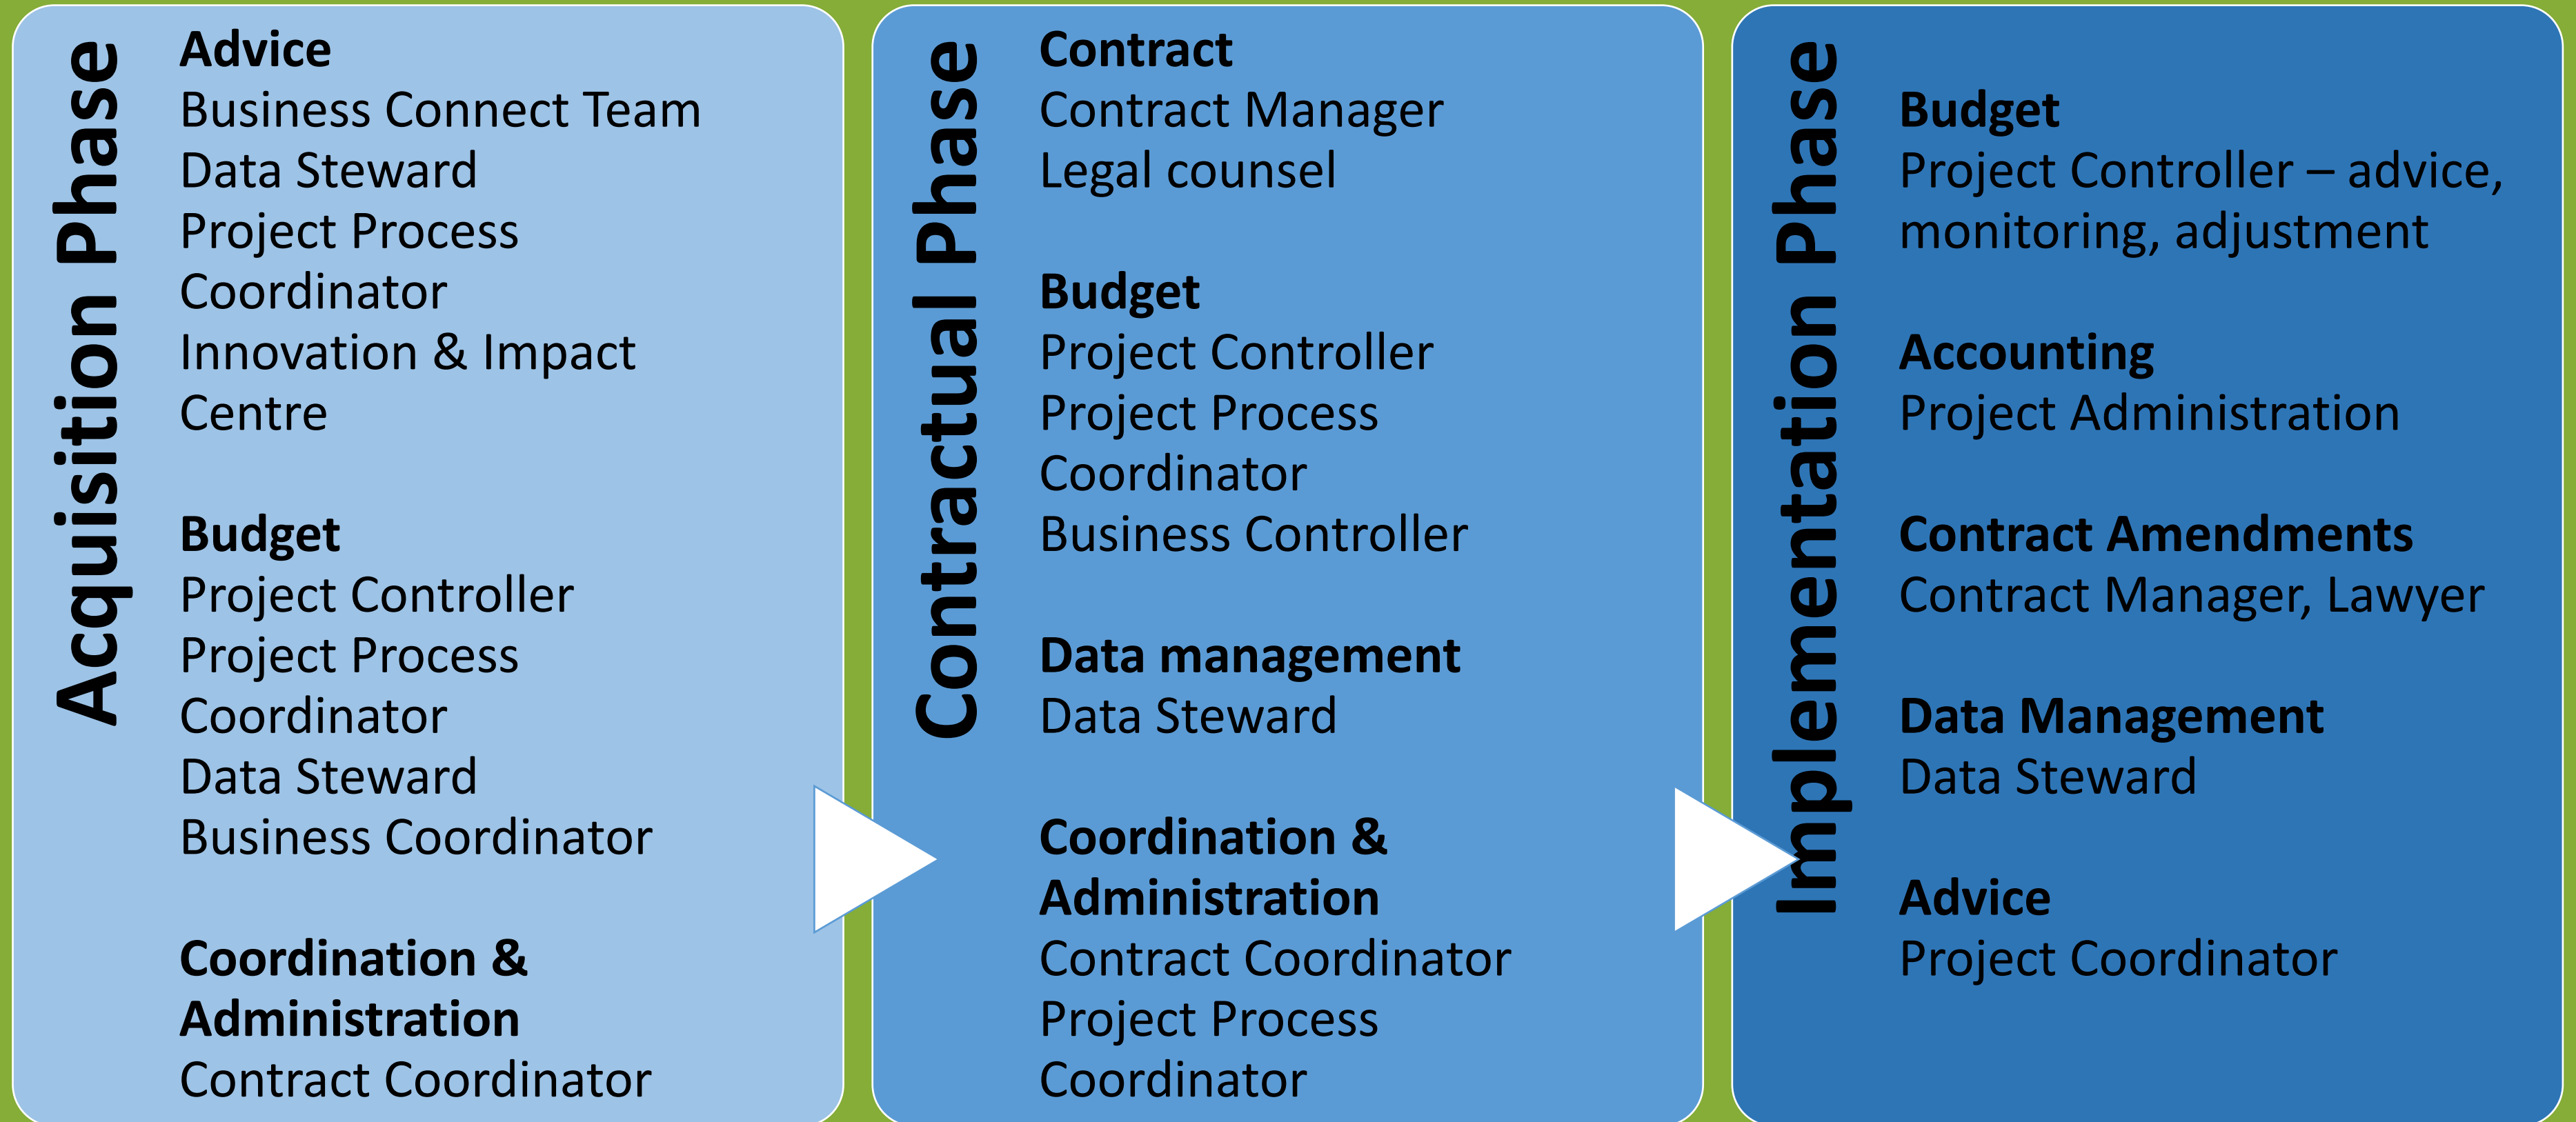 Acquisition Phase
Advice
Business Connect Team
Data Steward
Project Process
Coordinator
Innovation & Impact
Centre
Budget
Project Controller
Project Process
Coordinator
Data Steward
Business Coordinator
Coordination &
Administration
Contract Coordinator
Contractual Phase
Contract
Contract Manager
Legal counsel
Budget
Project Controller
Project Process
Coordinator
Business Controller
Data management
Data Steward
Coordination &
Administration
Contract Coordinator
Project Process
Coordinator
Implementation Phase
Budget
Project Controller – advice,
monitoring, adjustment
Accounting
Project Administration
Contract Amendments
Contract Manager, Lawyer
Data Management
Data Steward
Advice
Project Coordinator